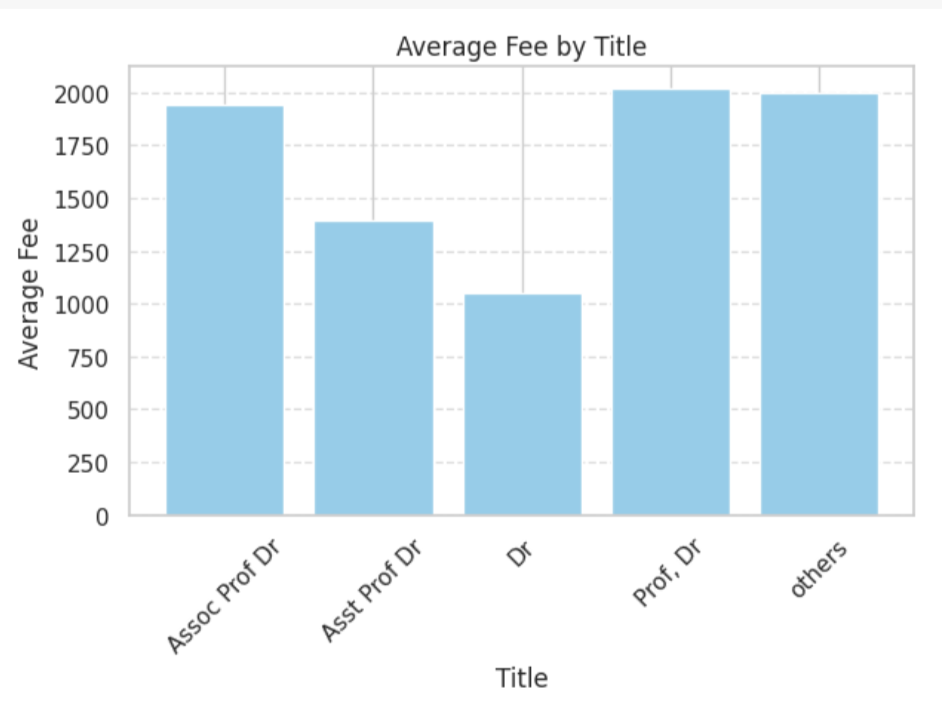 Average Fee by Title
Average Fee
2000
1750
1500
1250
1000
750
500
250
0
Assoc Prof Dr
Asst Prof Dr
Dr
Prof, Dr
others
Title